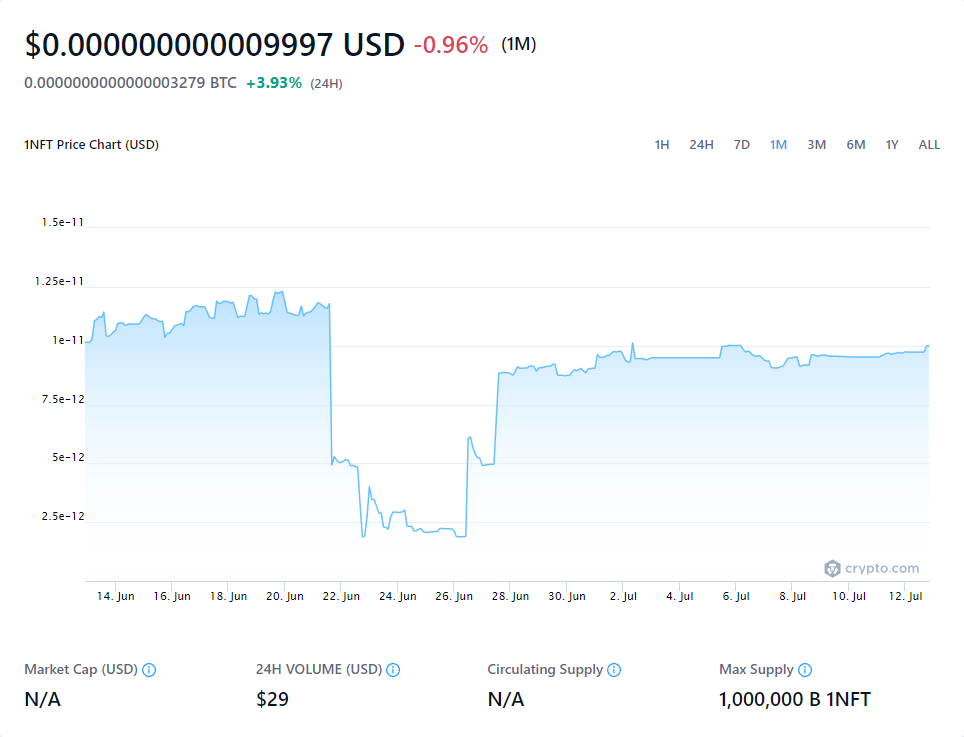 $0.000000000009997 USD -0.96% (1M)
0.0000000000000003279 BTC +3.93% (24H)
1NFT Price Chart (USD) 1H 24H 7D 1M 3M 6M 1Y ALL
1.5e-11
1.25e-11
1e-11
7.5e-12
5e-12
2.5e-12
crypto.com
14. Jun 16. Jun 18. Jun 20. Jun 22. Jun 24. Jun 26. Jun 28. Jun 30. Jun 2. Jul 4. Jul 6. Jul 8. Jul 10. Jul 12. Jul
Market Cap (USD) 24H VOLUME (USD) Circulating Supply Max Supply
N/A $29 N/A 1,000,000 B 1NFT